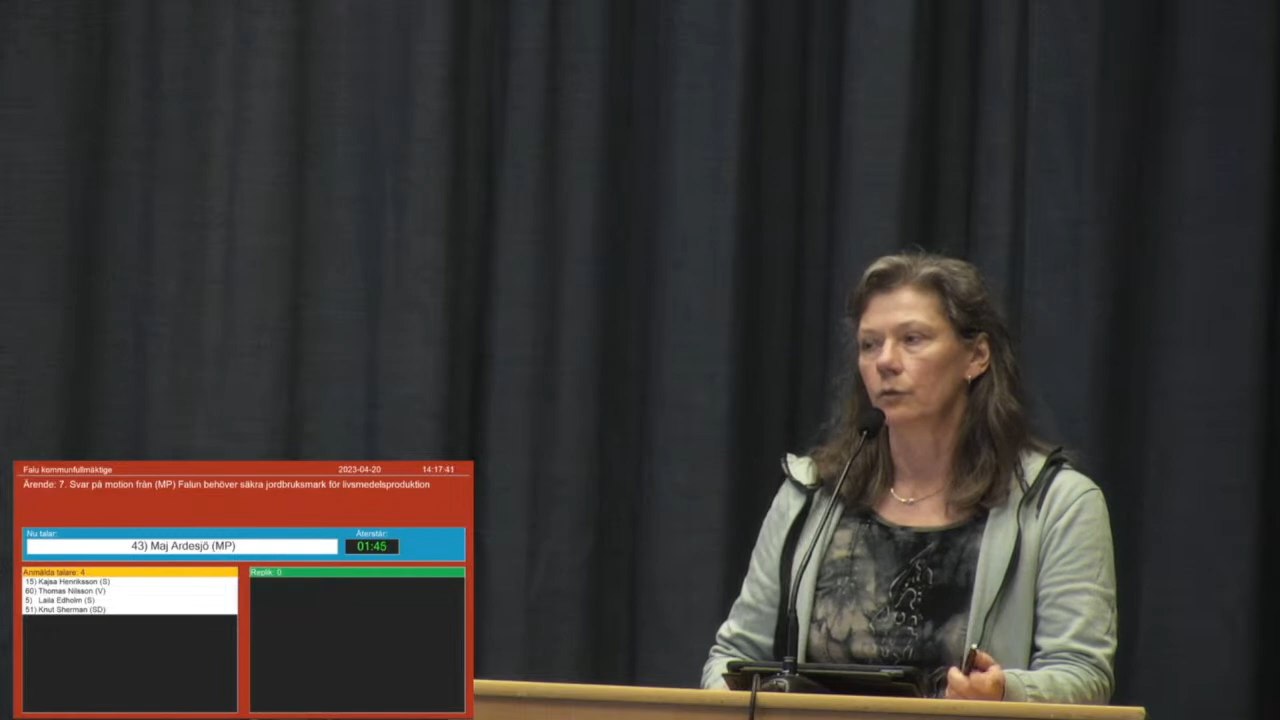 Falu kommunfullmäktige 2023-04-20 14:17:41
Ärende: 7. Svar på motion från (MP) Falun behöver säkra jordbruksmark för livsmedelsproduktion
Nu talar: Återstår:
43) Maj Ardesjö (MP) 01:45
Anmälda talare: 4 Replik: 0
15) Kajsa Henriksson (S)
60) Thomas Nilsson (V)
5) Laila Edholm (S)
51) Knut Sherman (SD)